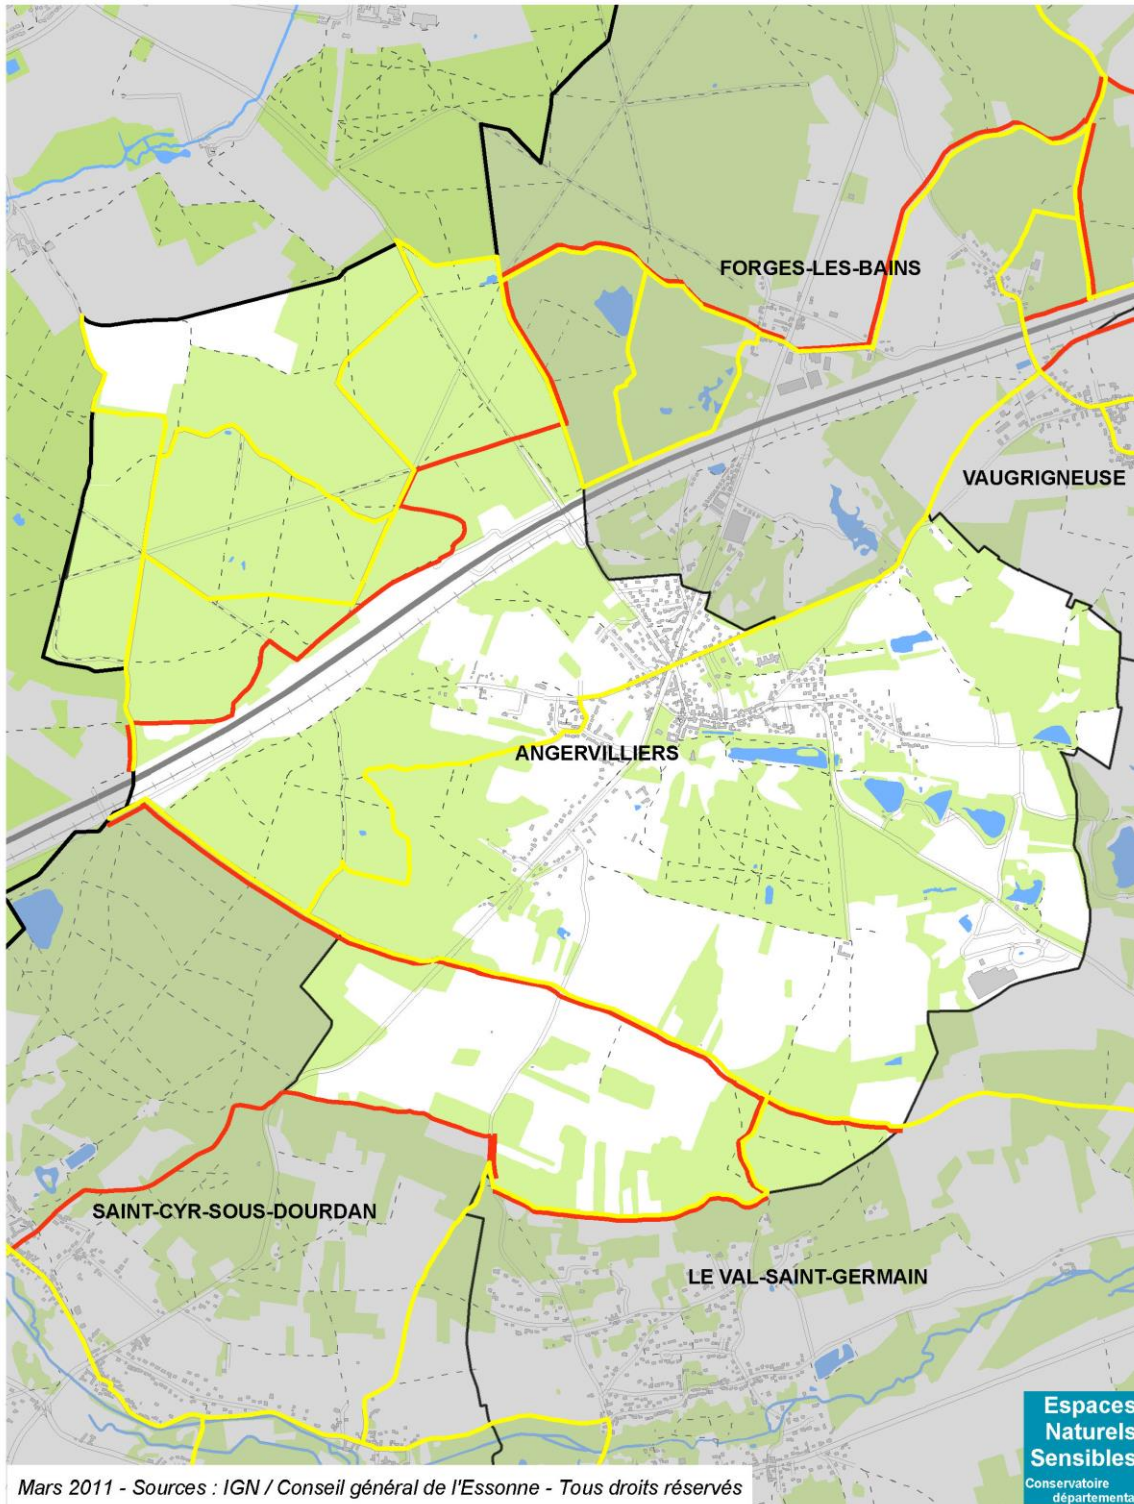 FORGES-LES-BAINS
VAUGRIGNEUSE
ANGERVILLIERS
SAINT-CYR-SOUS-DOURDAN
LE VAL-SAINT-GERMAIN
Espaces
Naturels
Sensibles
Conservatoire
départementa
Mars 2011 - Sources : IGN / Conseil général de l'Essonne - Tous droits réservés